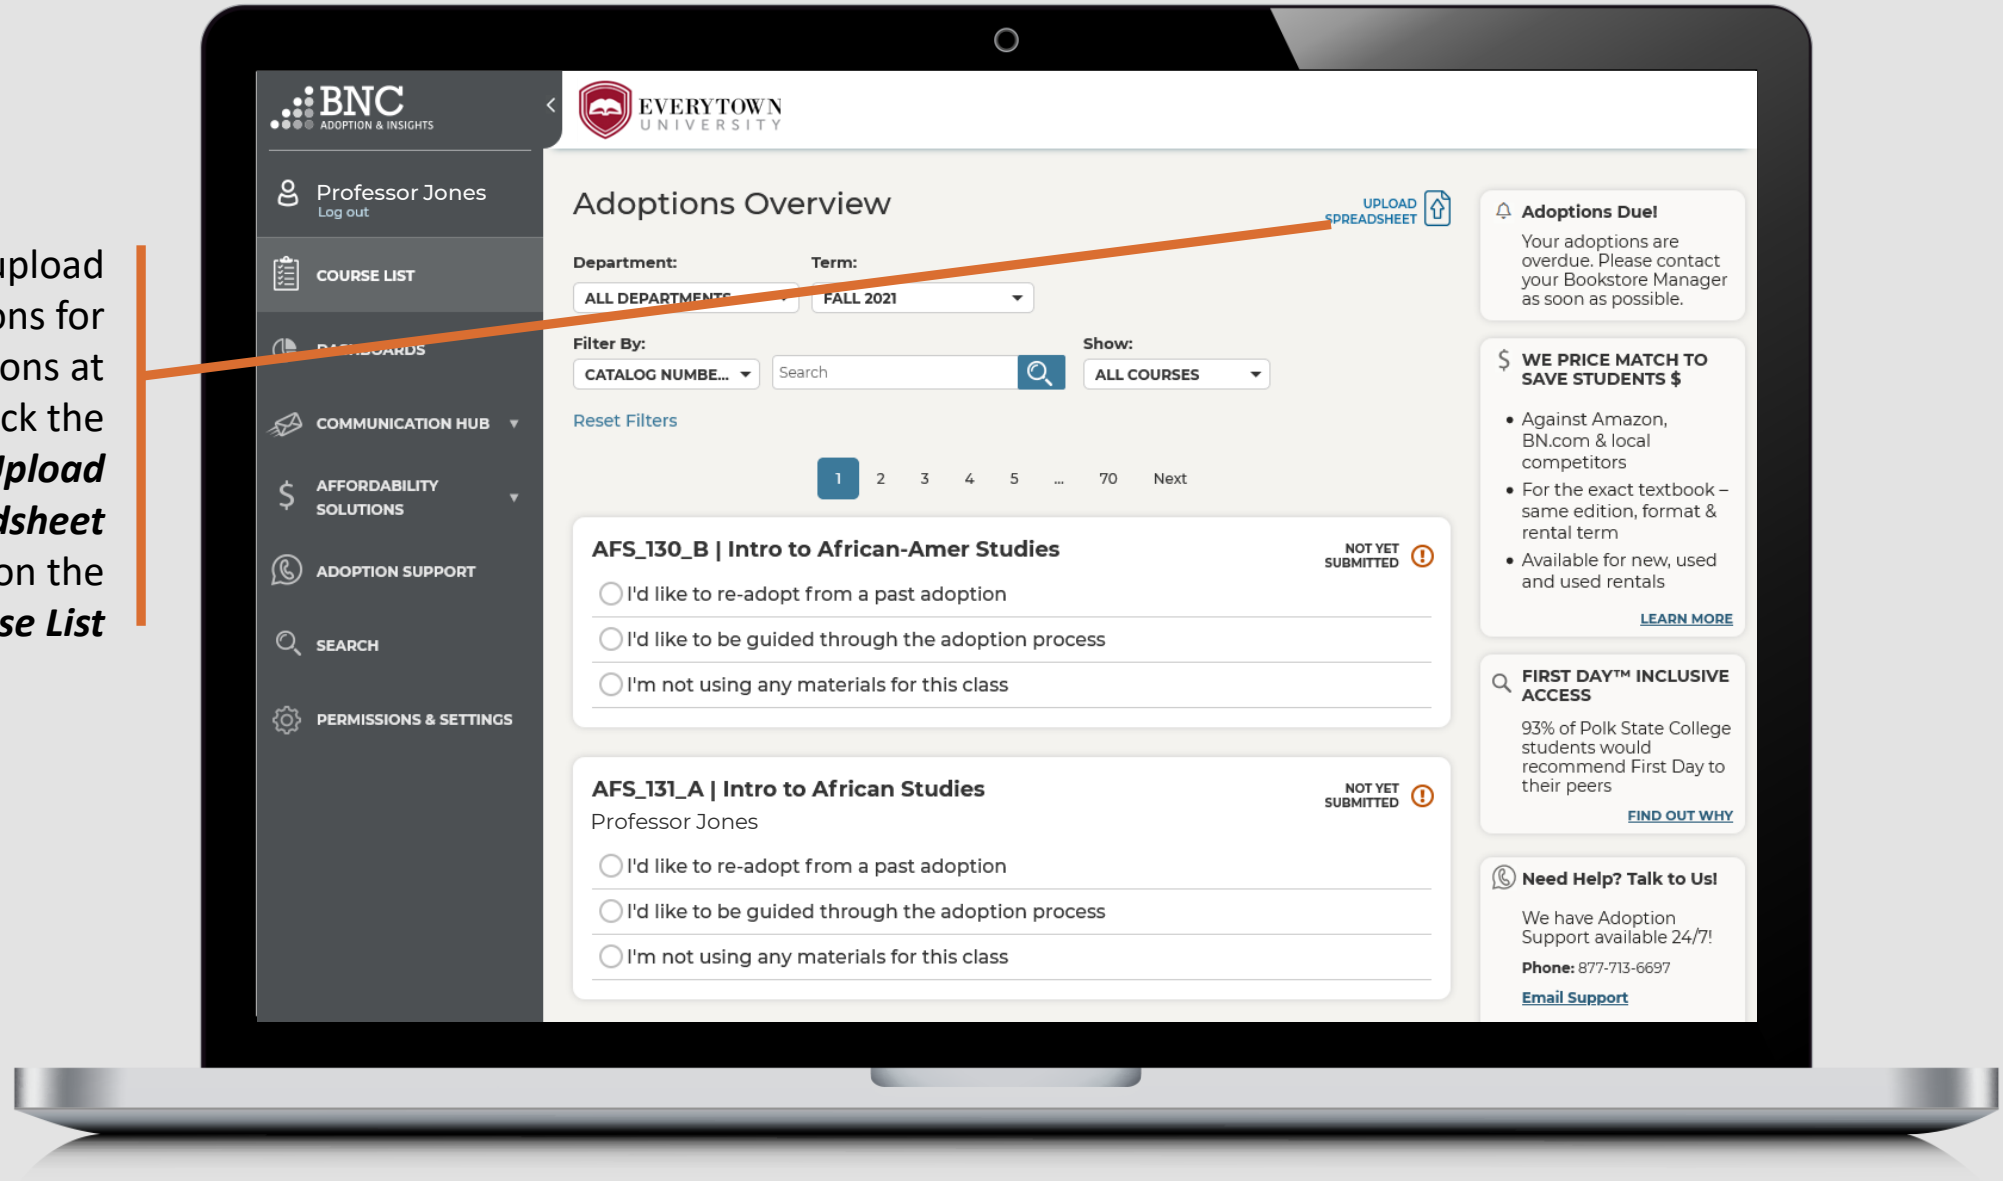 upload
ons for
ons at
ck the
Upload
dsheet
on the
se List
BNC
ADOPTION & INSIGHTS
Professor Jones
Log out
COURSE LIST
DASHBOARDS
COMMUNICATION HUB
AFFORDABILITY
SOLUTIONS
ADOPTION SUPPORT
SEARCH
PERMISSIONS & SETTINGS
EVERYTOWN
UNIVERSITY
Adoptions Overview
UPLOAD
SPREADSHEET
Department: Term:
ALL DEPARTMENTS FALL 2021
Filter By: Show:
CATALOG NUMBE... Search ALL COURSES
Reset Filters
1 2 3 4 5 ... 70 Next
AFS_130_B | Intro to African-Amer Studies
NOT YET
SUBMITTED
I'd like to re-adopt from a past adoption
I'd like to be guided through the adoption process
I'm not using any materials for this class
AFS_131_A | Intro to African Studies
NOT YET
SUBMITTED
Professor Jones
I'd like to re-adopt from a past adoption
I'd like to be guided through the adoption process
I'm not using any materials for this class
Adoptions Due!
Your adoptions are
overdue. Please contact
your Bookstore Manager
as soon as possible.
$ WE PRICE MATCH TO
SAVE STUDENTS $
• Against Amazon,
BN.com & local
competitors
• For the exact textbook –
same edition, format &
rental term
• Available for new, used
and used rentals
LEARN MORE
FIRST DAY™ INCLUSIVE
ACCESS
93% of Polk State College
students would
recommend First Day to
their peers
FIND OUT WHY
Need Help? Talk to Us!
We have Adoption
Support available 24/7!
Phone: 877-713-6697
Email Support